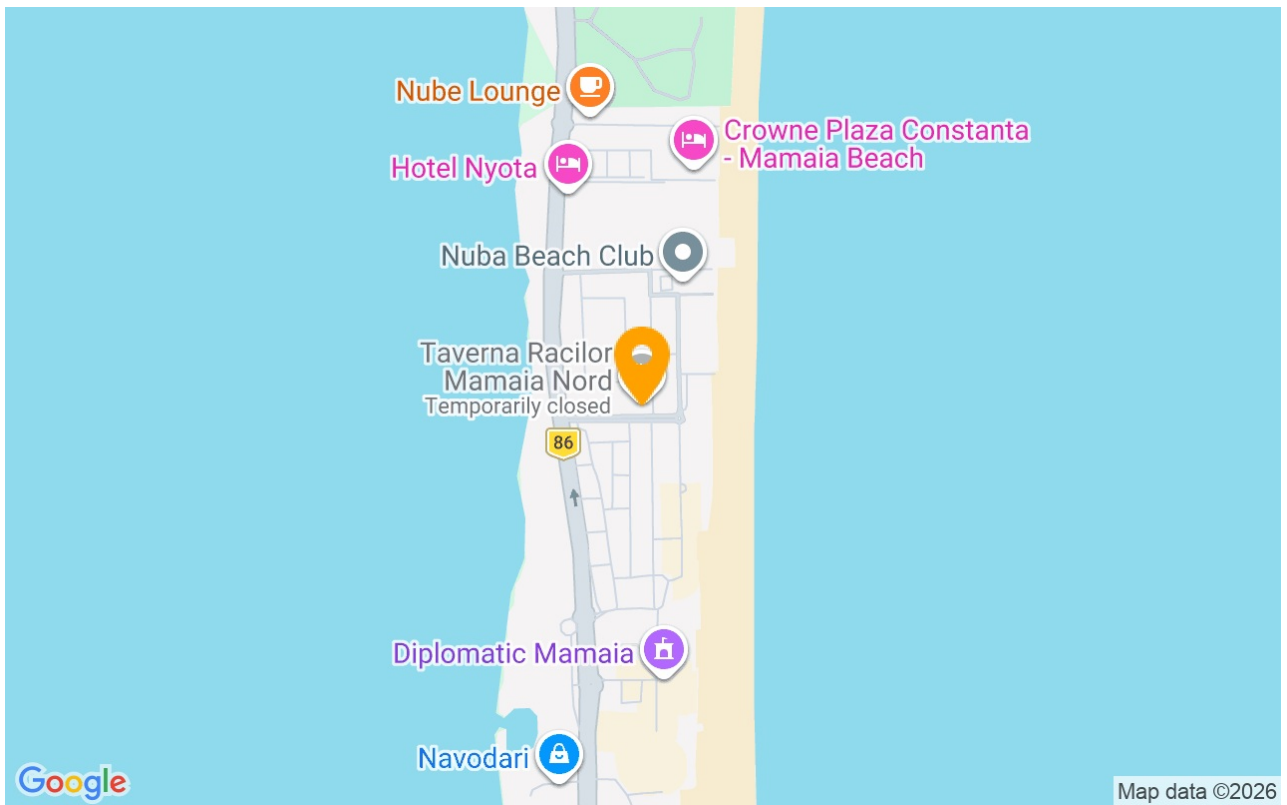 Nube Lounge
Crowne Plaza Constanta
- Mamaia Beach
Hotel Nyota
Nuba Beach Club
Taverna Racilor
Mamaia Nord
Temporarily closed
86
Diplomatic Mamaia
Navodari
Google
Map data ©2026